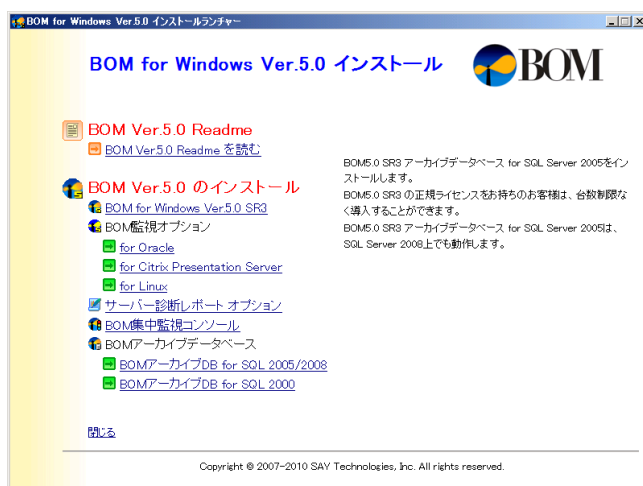 BOM for Windows Ver.5.0 インストールランチャー
BOM for Windows Ver.5.0 インストール
BOM
BOM Ver.5.0 Readme
BOM Ver.5.0 Readme を読む
BOM Ver.5.0 のインストール
BOM for Windows Ver.5.0 SR3
BOM監視オプション
for Oracle
for Citrix Presentation Server
for Linux
サーバー診断レポート オプション
BOM集中監視コンソール
BOMアーカイブデータベース
BOMアーカイブDB for SQL 2005/2008
BOMアーカイブDB for SQL 2000
閉じる
BOM5.0 SR3 アーカイブデータベース for SQL Server 2005をイン
ストールします。
BOM5.0 SR3 の正規ライセンスをお持ちのお客様は、台数制限な
く導入することができます。
BOM5.0 SR3 アーカイブデータベース for SQL Server 2005は、
SQL Server 2008上でも動作します。
Copyright © 2007-2010 SAY Technologies, Inc. All rights reserved.